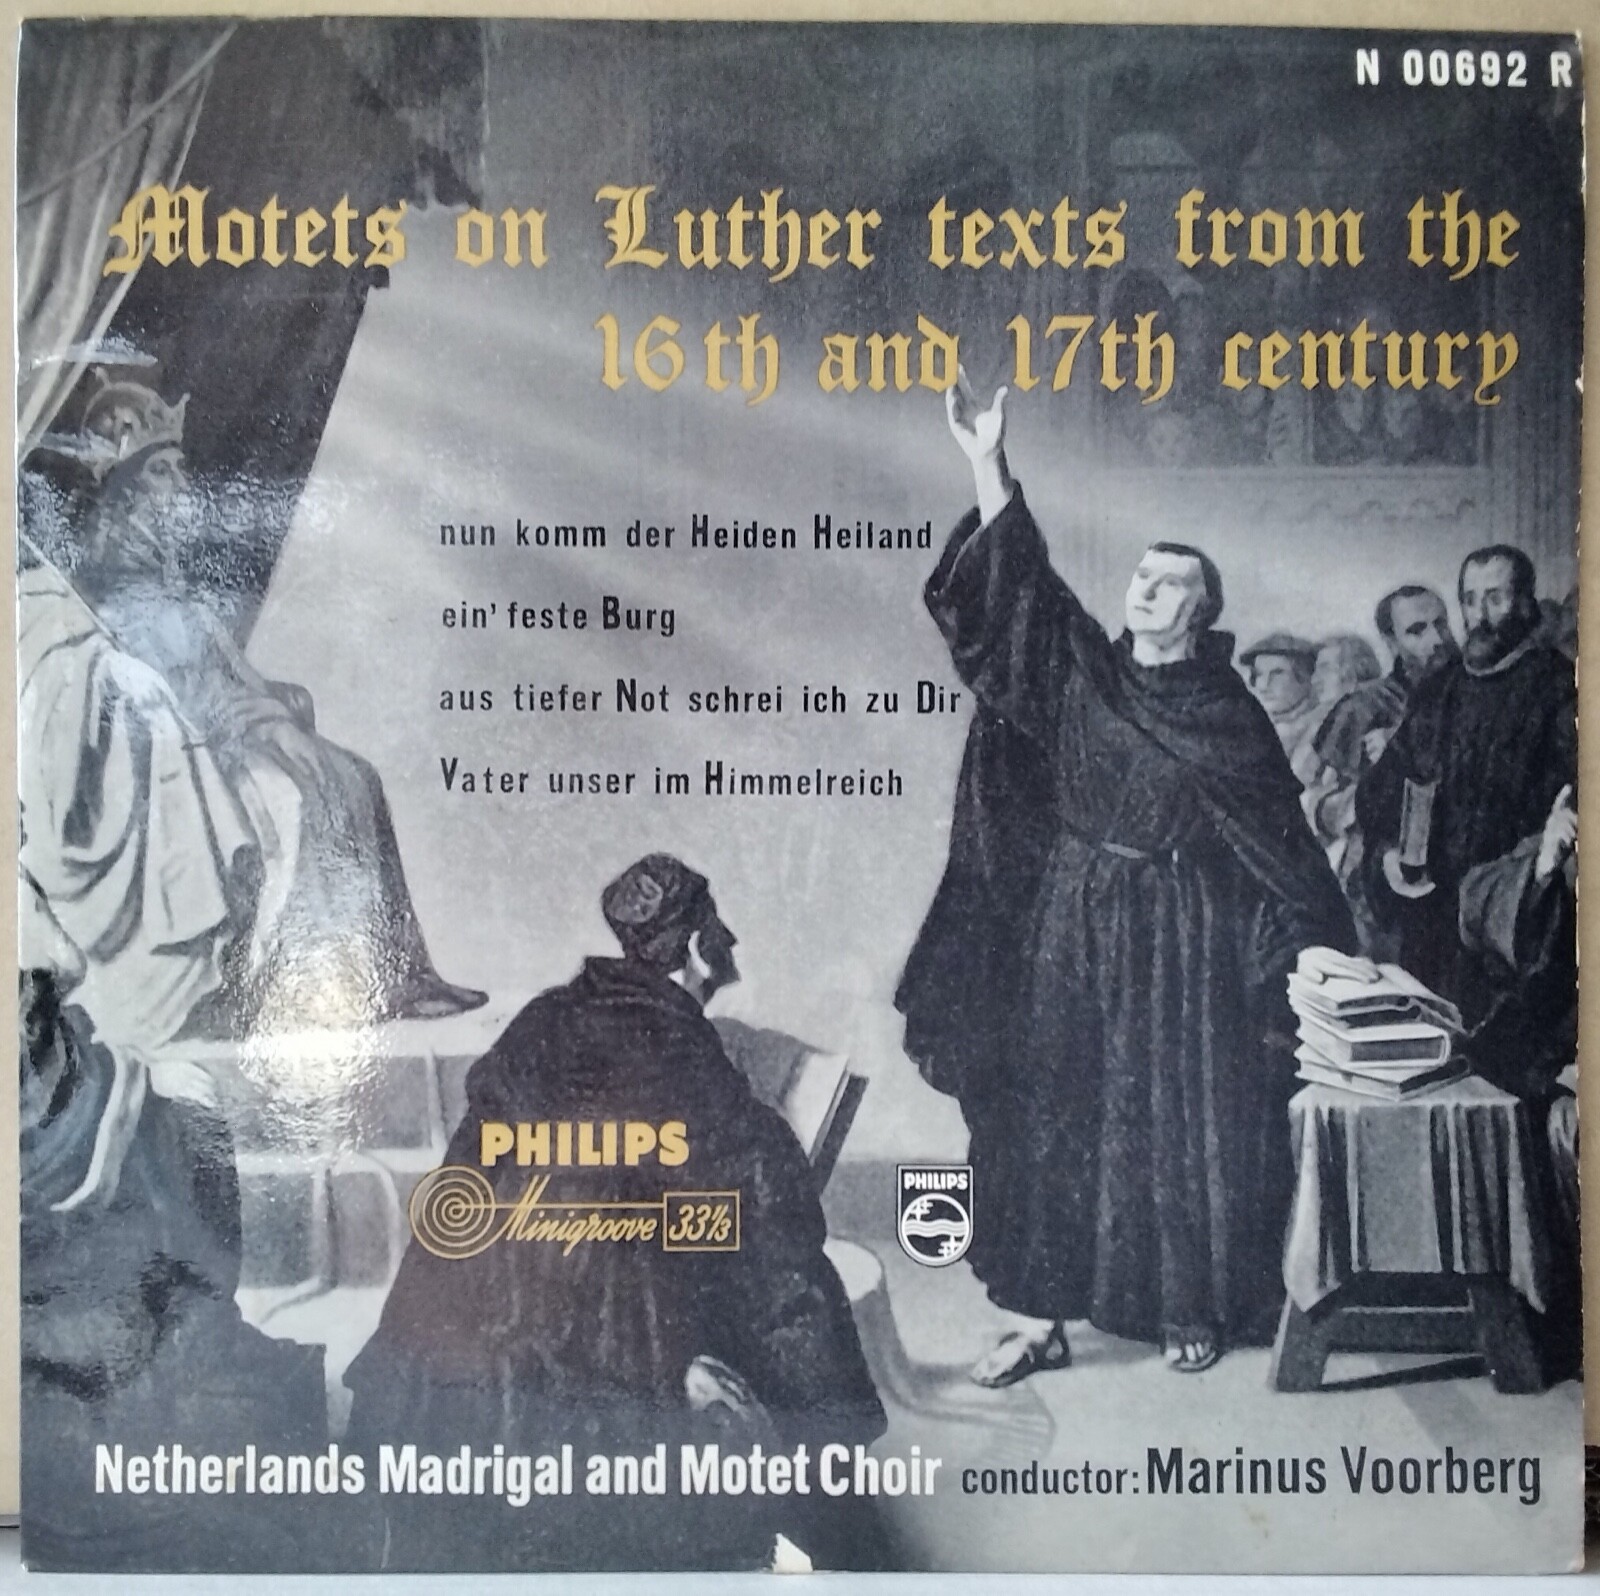 N 00692 R
Motets on Luther texts from the
16th and 17th century
nun komm der Heiden Heiland
ein' feste Burg
aus tiefer Not schrei ich zu Dir
Vater unser im Himmelreich
PHILIPS
Minigroove 33⅓
PHILIPS
Netherlands Madrigal and Motet Choir conductor: Marinus Voorberg